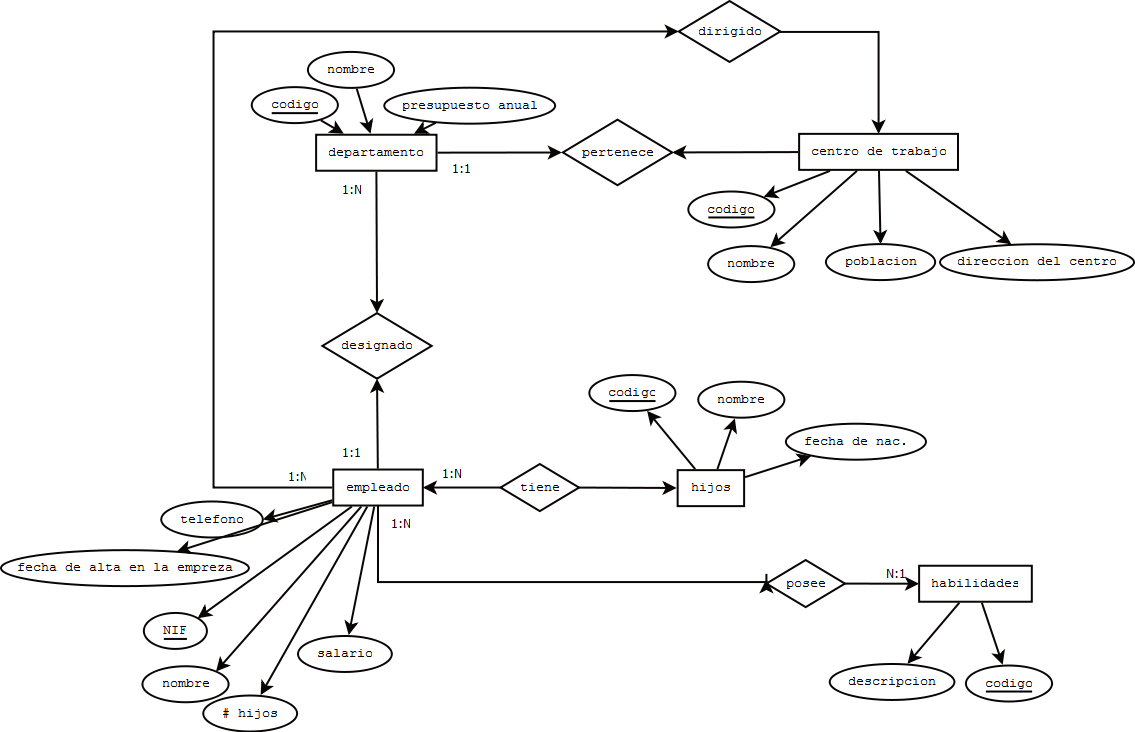 dirigido
nombre
codigo
presupuesto anual
departamento
pertenece
centro de trabajo
1:1
1:N
codigo
nombre
poblacion
direccion del centro
designado
codigo
nombre
fecha de nac.
1:1
1:N
1:N
empleado
tiene
hijos
telefono
1:N
fecha de alta en la empreza
posee
N:1
habilidades
NIF
salario
nombre
# hijos
descripcion
codigo